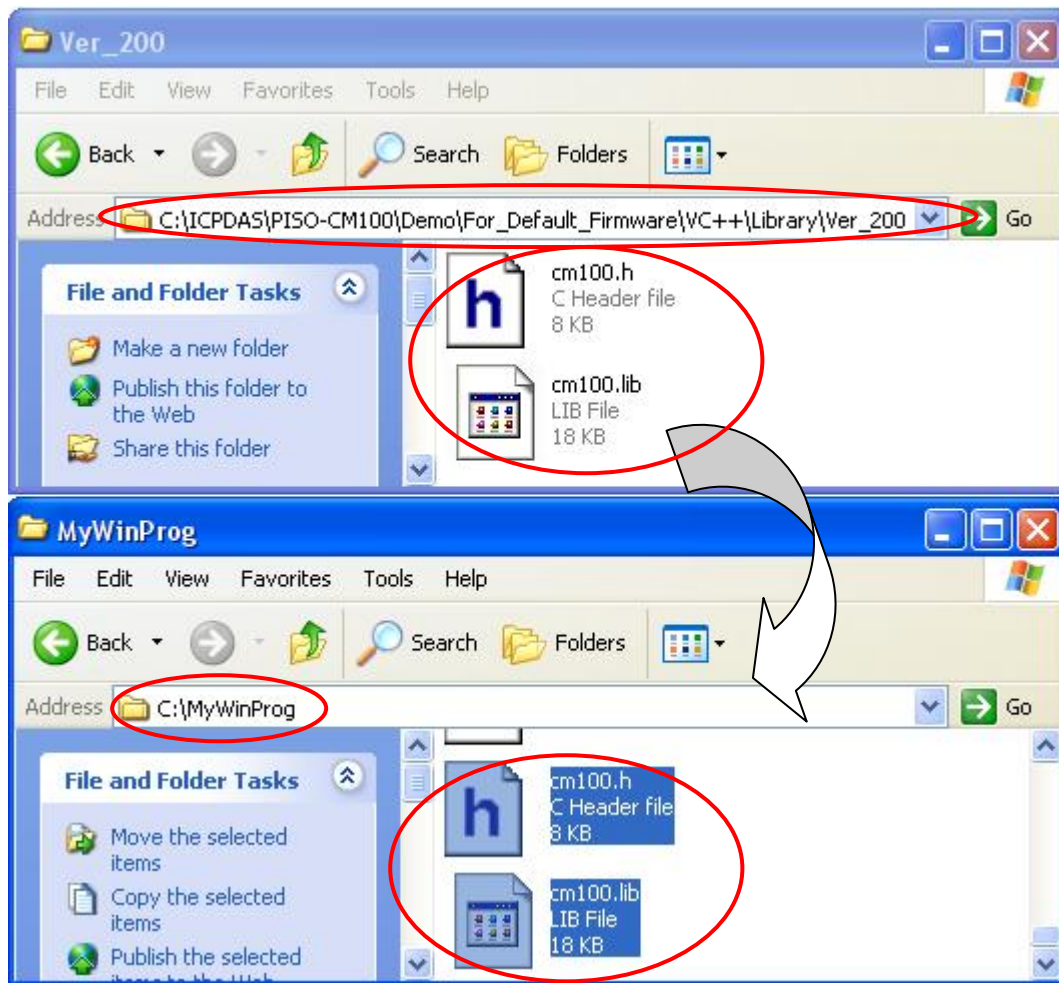 Ver_200
File Edit View Favorites Tools Help
Back Search Folders
Address C:\ICPDAS\PISO-CM100\Demo\For_Default_Firmware\VC++\Library\Ver_200 Go
File and Folder Tasks
Make a new folder
Publish this folder to
the Web
Share this folder
h
cm100.h
C Header file
8 KB
cm100.lib
LIB File
18 KB
MyWinProg
File Edit View Favorites Tools Help
Back Search Folders
Address C:\MyWinProg Go
File and Folder Tasks
Move the selected
items
Copy the selected
items
Publish the selected
items to the Web
h
cm100.h
C Header file
8 KB
cm100.lib
LIB File
18 KB